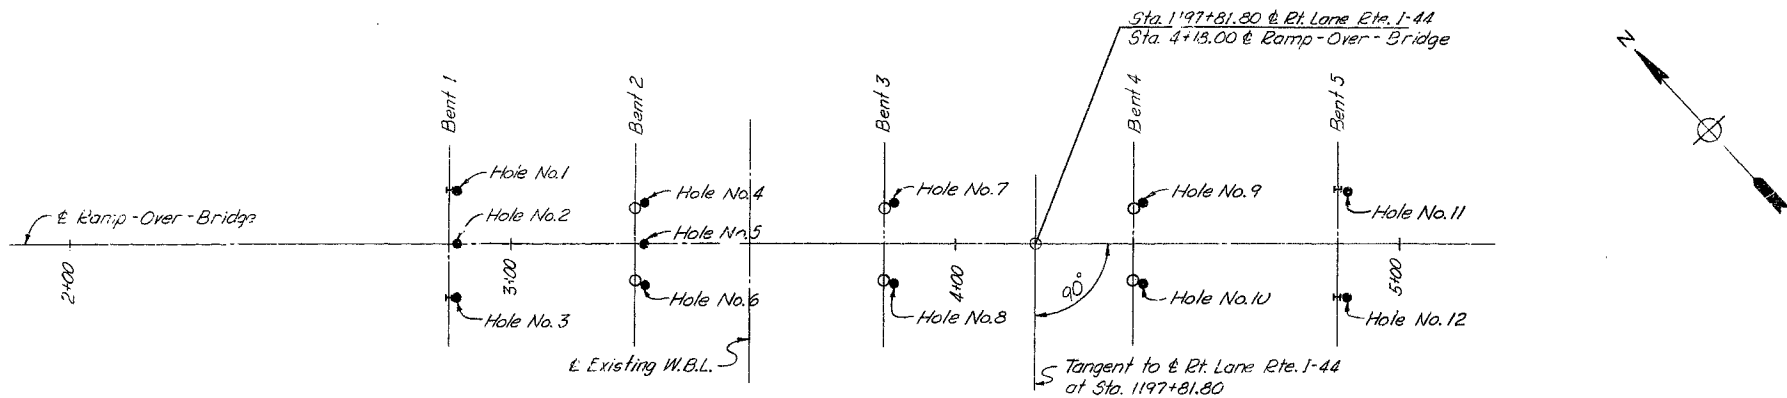 Sta. 1197+81.80 ℄ Rt. Lane Rte. I-44
Sta. 4+18.00 ℄ Ramp-Over-Bridge
N
Bent 1
Bent 2
Bent 3
Bent 4
Bent 5
Hole No.1
Hole No.4
Hole No.7
Hole No.9
℄ Ramp-Over-Bridge
Hole No.2
Hole No.5
Hole No.11
2+00
3+00
4+00
5+00
90°
Hole No.3
Hole No.6
Hole No.8
Hole No.10
Hole No.12
℄ Existing W.B.L.
Tangent to ℄ Rt. Lane Rte. I-44
at Sta. 1197+81.80